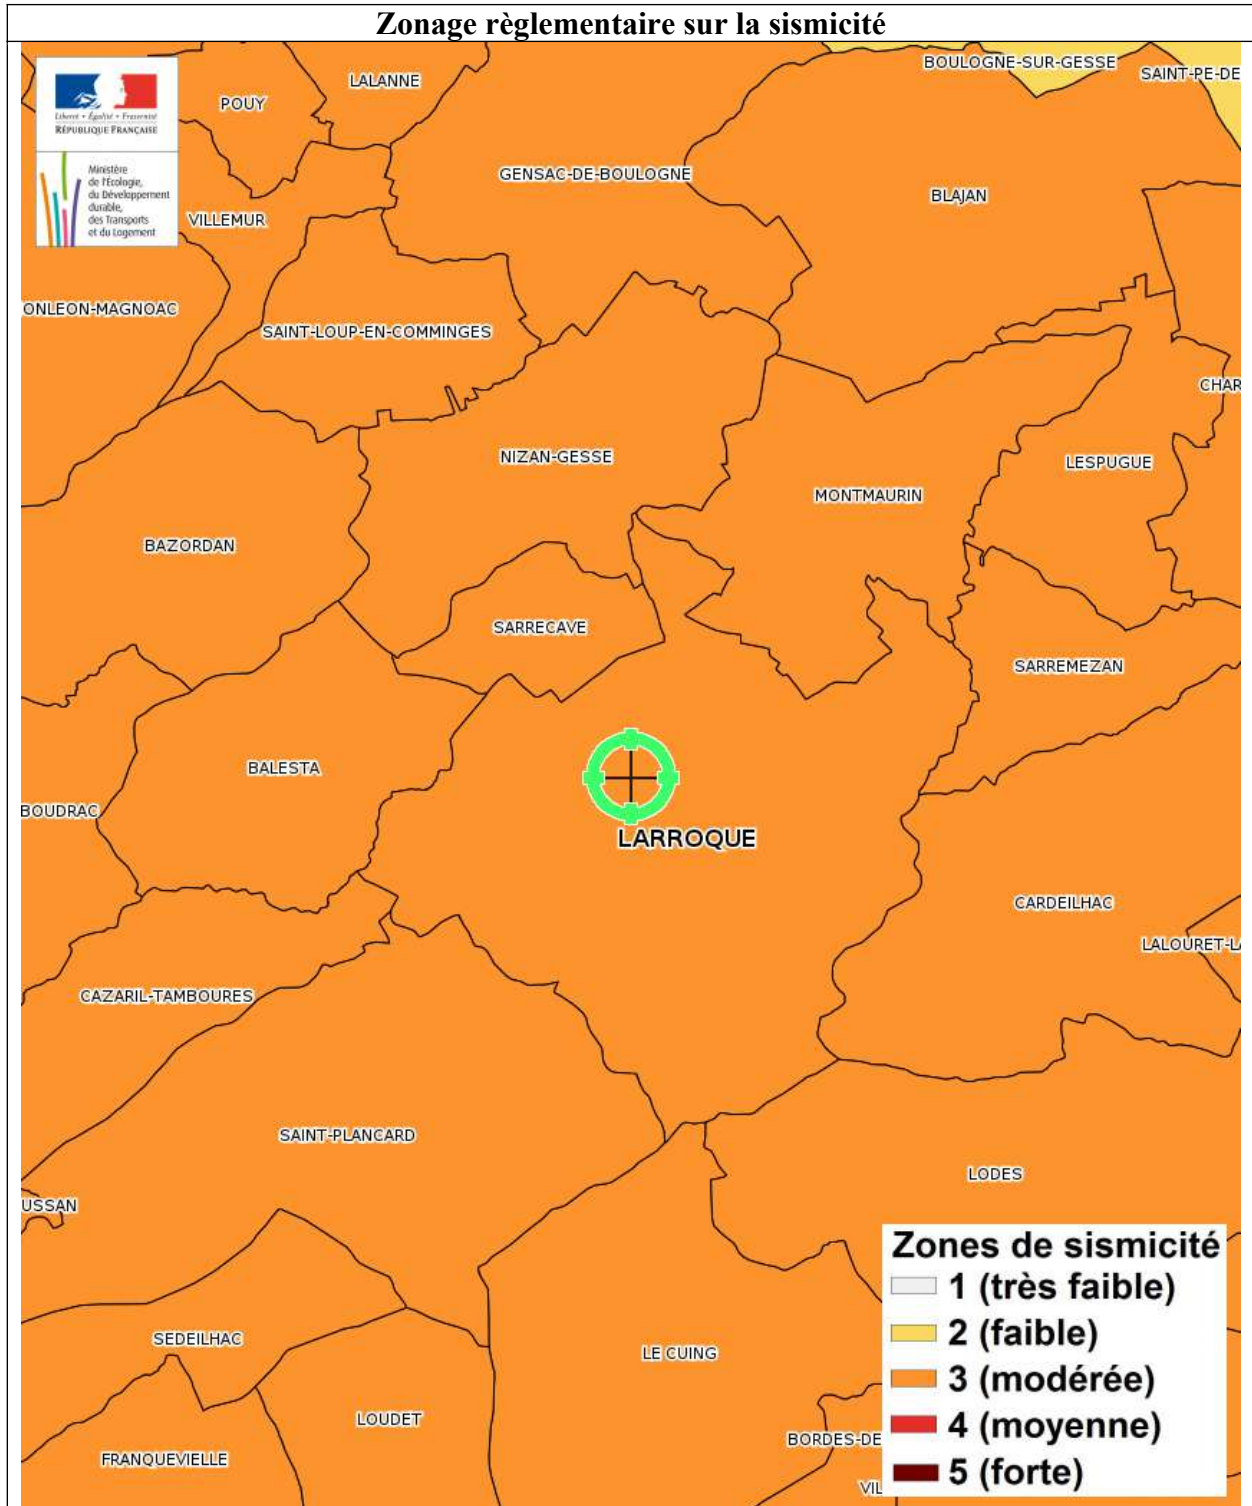 Zonage règlementaire sur la sismicité
BOULOGNE-SUR-GESSE
SAINT-PE-DE
LALANNE
POUY
Liberté • Égalité • Fraternité
RÉPUBLIQUE FRANÇAISE
Ministère
de l'Écologie,
du Développement
durable,
des Transports
et du Logement
GENSAC-DE-BOULOGNE
BLAJAN
VILLEMUR
ONLEON-MAGNOAC
SAINT-LOUP-EN-COMMINGES
CHAR
NIZAN-GESSE
LESPUGUE
MONTMAURIN
BAZORDAN
SARRECAVE
SARREMEZAN
BALESTA
BOUDRAC
LARROQUE
CARDEILHAC
LALOURET-LA
CAZARIL-TAMBOURES
SAINT-PLANCARD
LODES
USSAN
SEDEILHAC
LE CUING
LOUDET
BORDES-DE
FRANQUEVIELLE
VIL
Zones de sismicité
1 (très faible)
2 (faible)
3 (modérée)
4 (moyenne)
5 (forte)